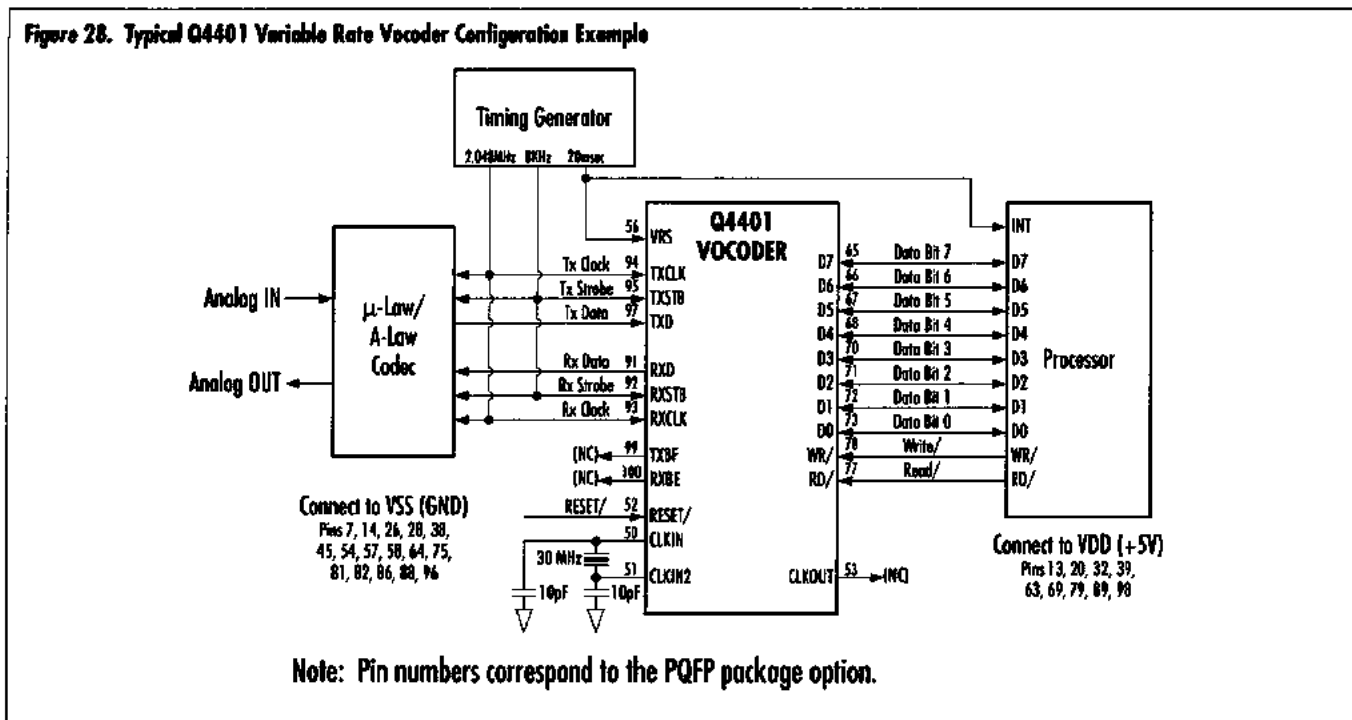 Figure 28. Typical Q4401 Variable Rate Vocoder Configuration Example
Timing Generator
2.048MHz 8KHz 20msec
Q4401
VOCODER
56 VRS
Tx Clock 94 TXCLK
Tx Strobe 95 TXSTB
Tx Data 97 TXD
Rx Data 91 RXD
Rx Strobe 92 RXSTB
Rx Clock 93 RXCLK
(NC) 99 TXBF
(NC) 100 RXBE
RESET/ 52 RESET/
50 CLKIN
30 MHz
51 CLKIN2
10pF 10pF
Analog IN
Analog OUT
µ-Law/
A-Law
Codec
D7 65 Data Bit 7 D7
D6 66 Data Bit 6 D6
D5 67 Data Bit 5 D5
D4 68 Data Bit 4 D4
D3 70 Data Bit 3 D3
D2 71 Data Bit 2 D2
D1 72 Data Bit 1 D1
D0 73 Data Bit 0 D0
WR/ 78 Write/ WR/
RD/ 77 Read/ RD/
CLKOUT 53 (NC)
INT
Processor
Connect to VSS (GND)
Pins 7, 14, 26, 28, 38,
45, 54, 57, 58, 64, 75,
81, 82, 86, 88, 96
Connect to VDD (+5V)
Pins 13, 20, 32, 39,
63, 69, 79, 89, 98
Note: Pin numbers correspond to the PQFP package option.